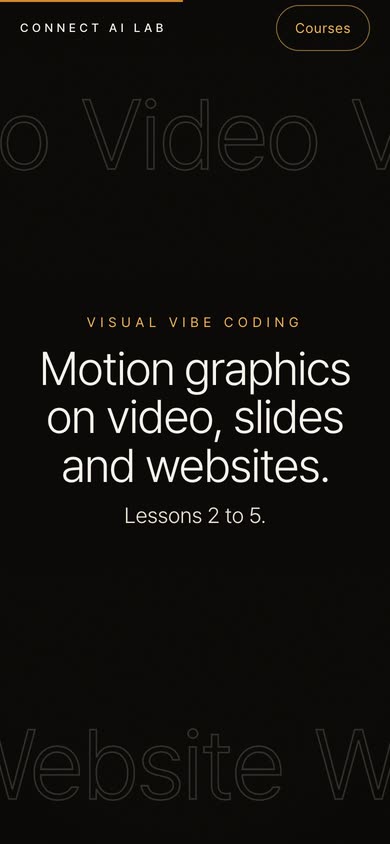 CONNECT AI LAB
Courses
o Video V
VISUAL VIBE CODING
Motion graphics
on video, slides
and websites.
Lessons 2 to 5.
Website W